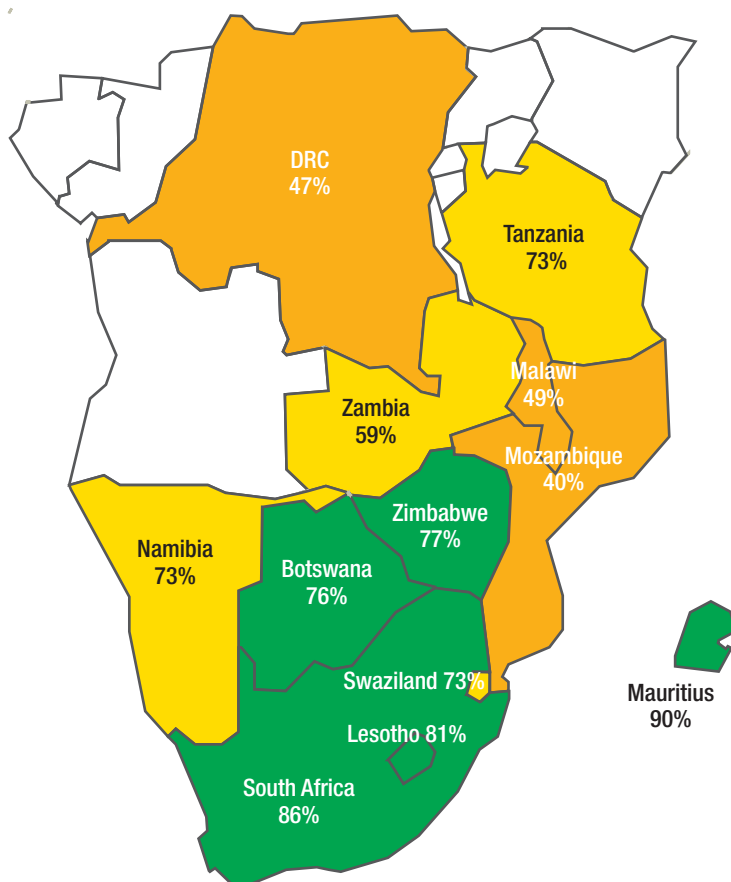 DRC
47%
Tanzania
73%
Malawi
49%
Zambia
59%
Mozambique
40%
Zimbabwe
77%
Namibia
73%
Botswana
76%
Swaziland 73%
Mauritius
90%
Lesotho 81%
South Africa
86%